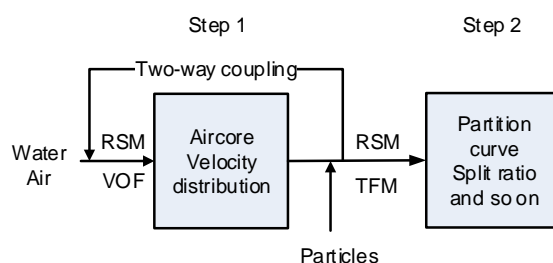 Step 1
Step 2
Two-way coupling
Water
Air
RSM
VOF
Aircore
Velocity
distribution
RSM
TFM
Particles
Partition
curve
Split ratio
and so on